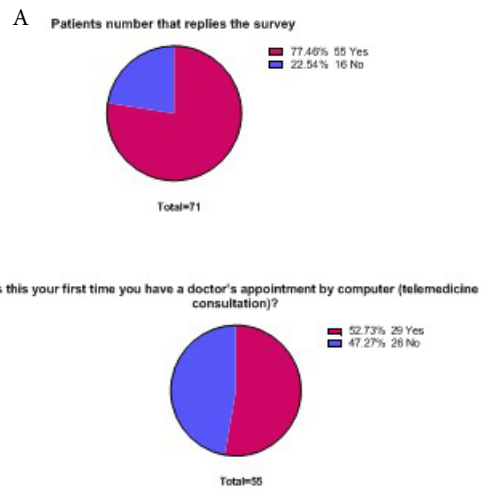 A
Patients number that replies the survey
77.46% 55 Yes
22.54% 16 No
Total=71
s this your first time you have a doctor's appointment by computer (telemedicine
consultation)?
52.73% 29 Yes
47.27% 26 No
Total=55